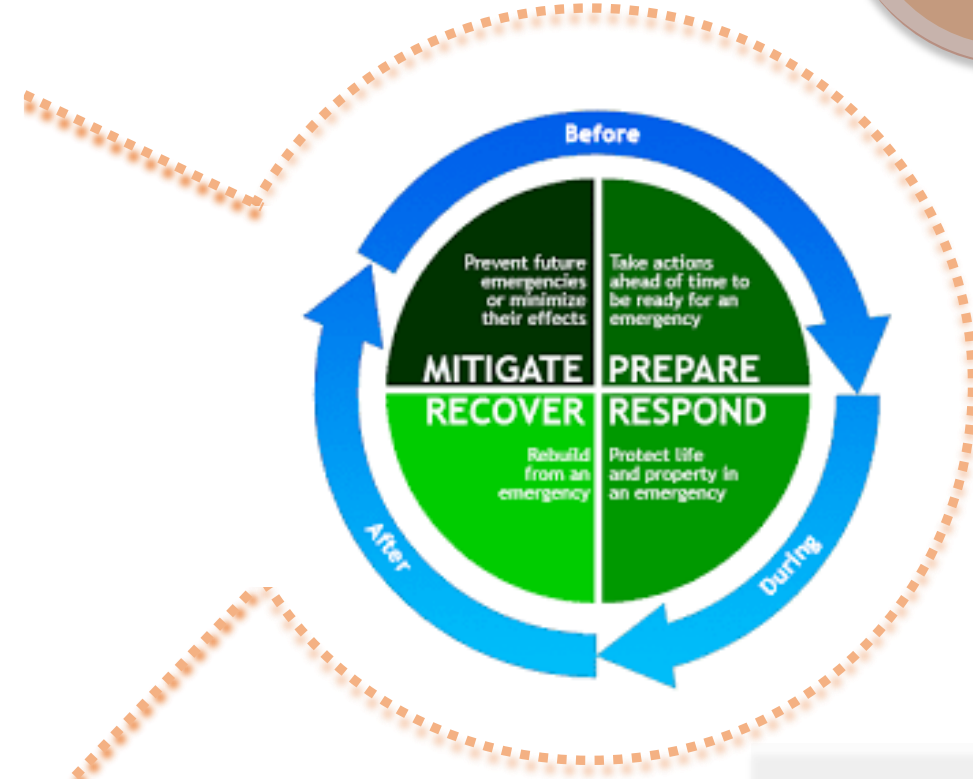 Before
Prevent future
emergencies
or minimize
their effects
MITIGATE
Take actions
ahead of time to
be ready for an
emergency
PREPARE
RECOVER
Rebuild
from an
emergency
RESPOND
Protect life
and property in
an emergency
After
During